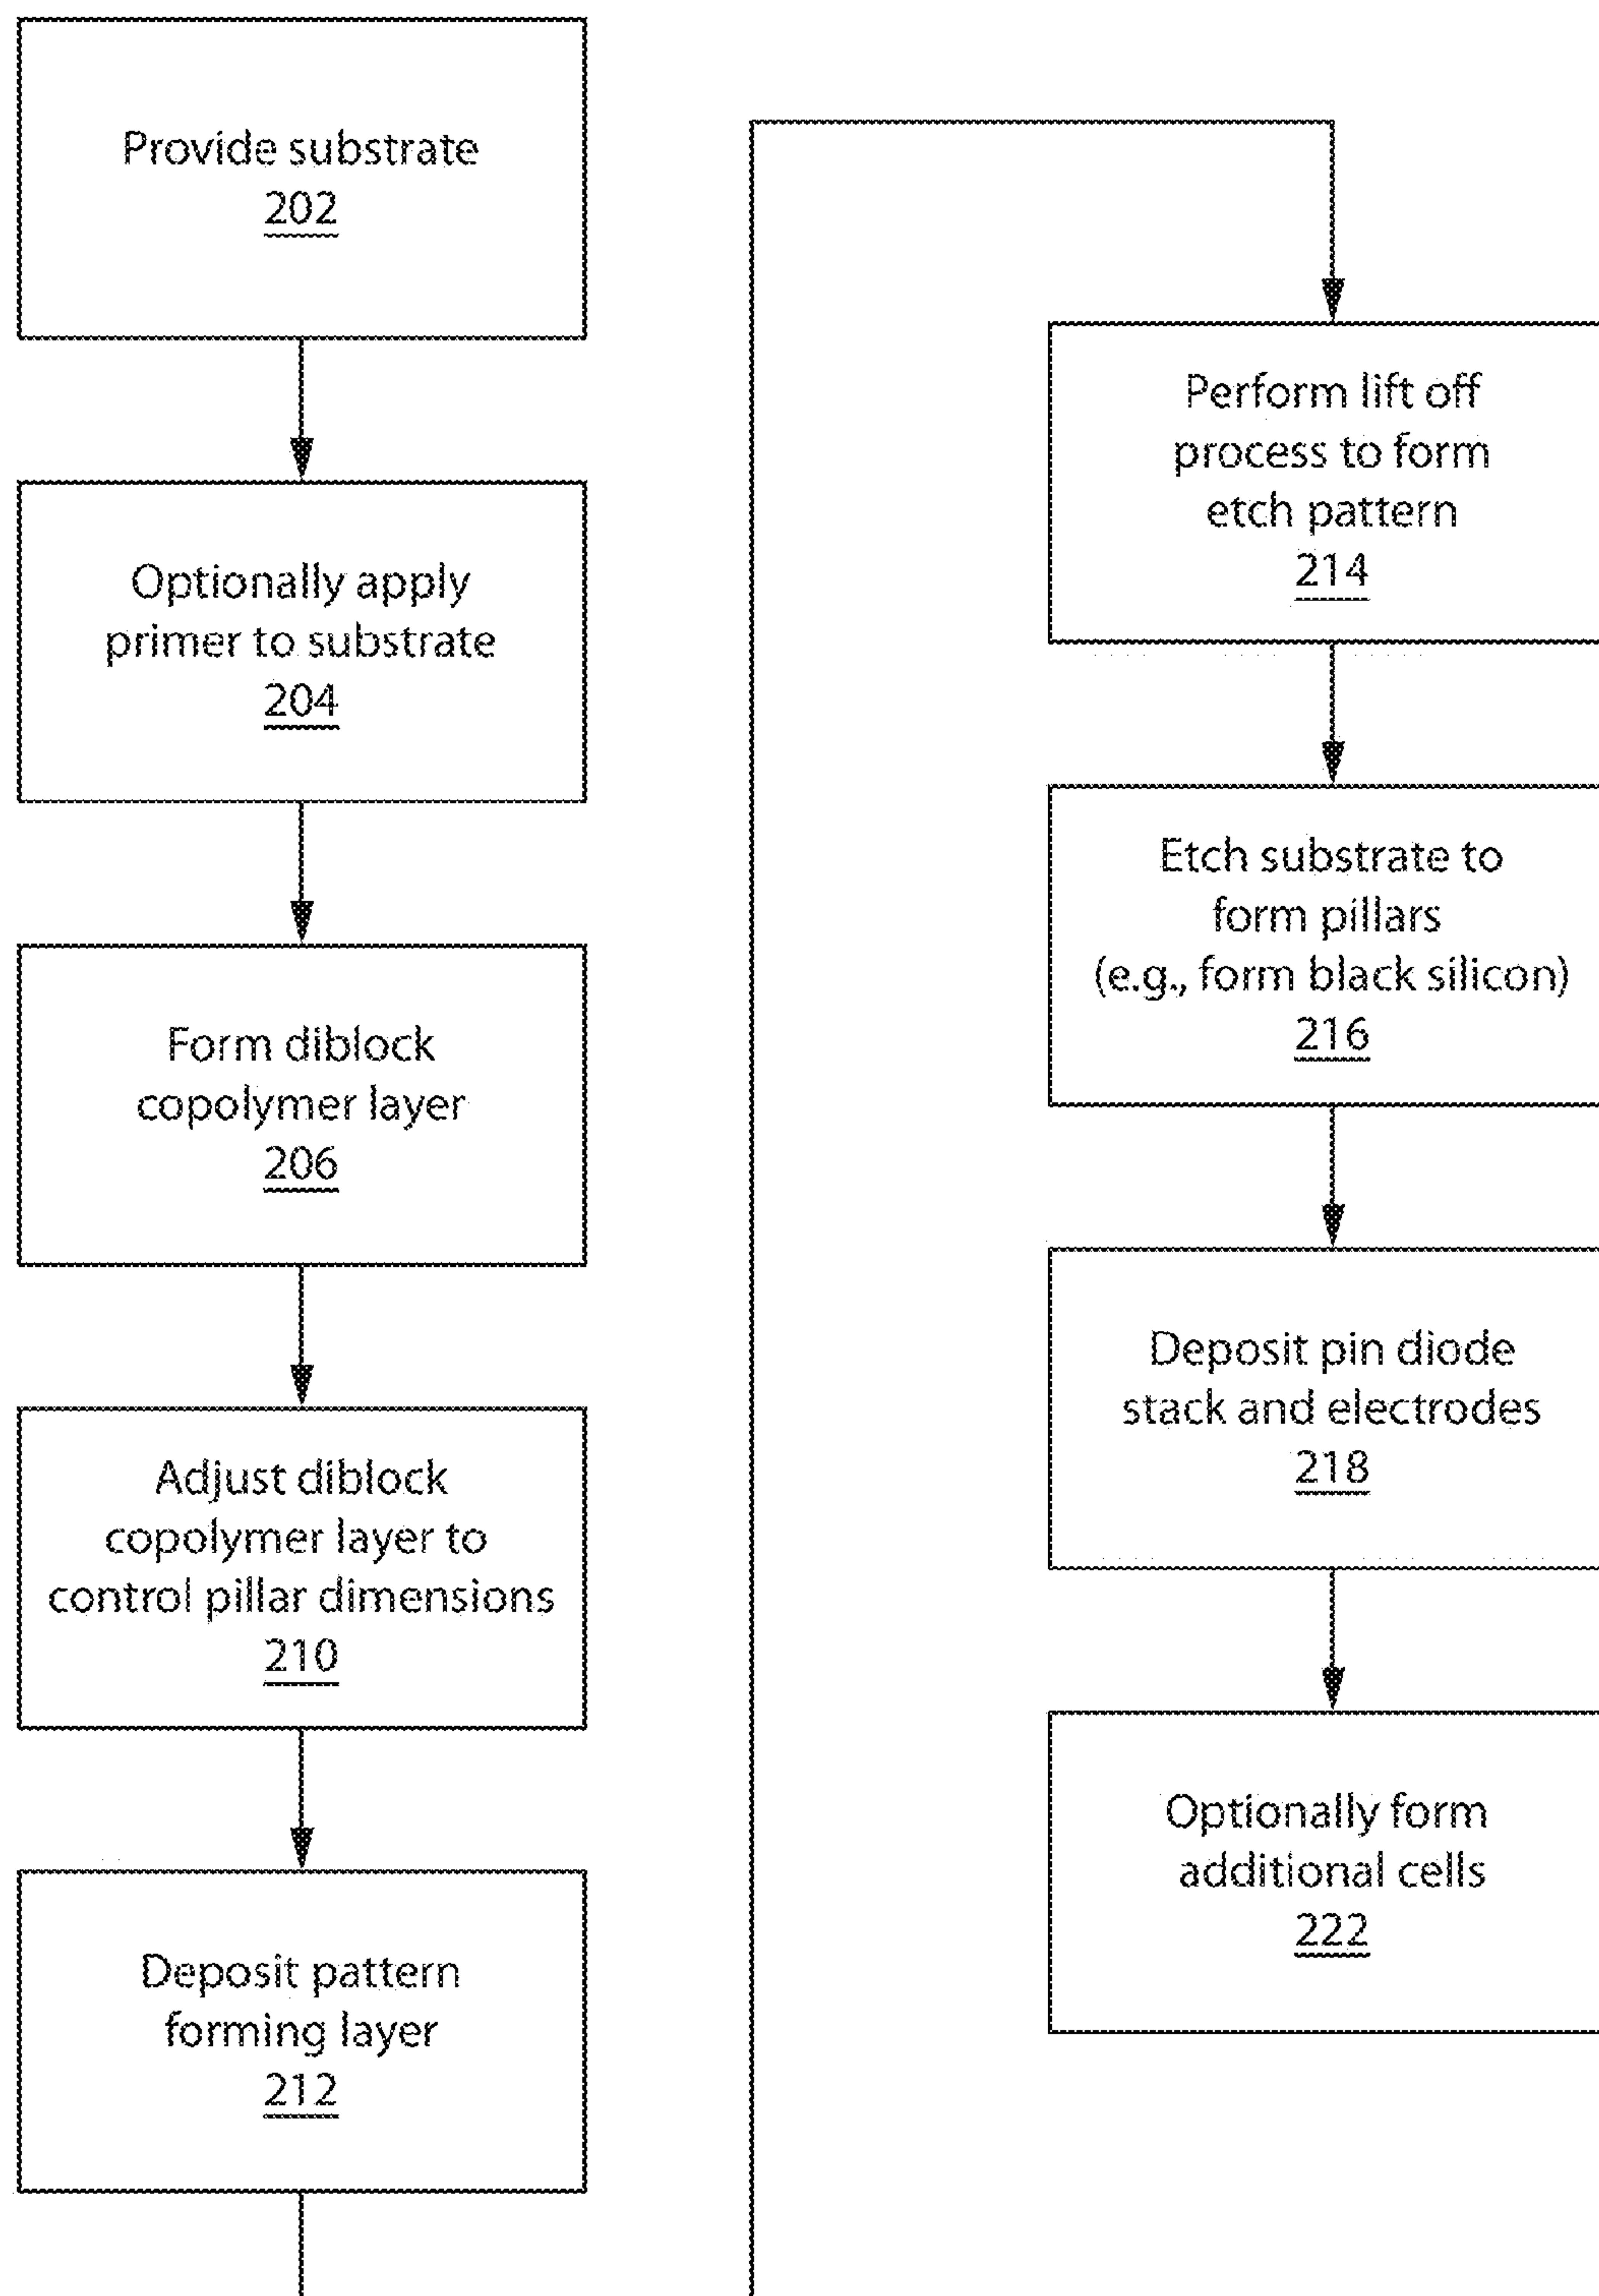 Provide substrate
202
Optionally apply
primer to substrate
204
Form diblock
copolymer layer
206
Adjust diblock
copolymer layer to
control pillar dimensions
210
Deposit pattern
forming layer
212
Perform lift off
process to form
etch pattern
214
Etch substrate to
form pillars
(e.g., form black silicon)
216
Deposit pin diode
stack and electrodes
218
Optionally form
additional cells
222